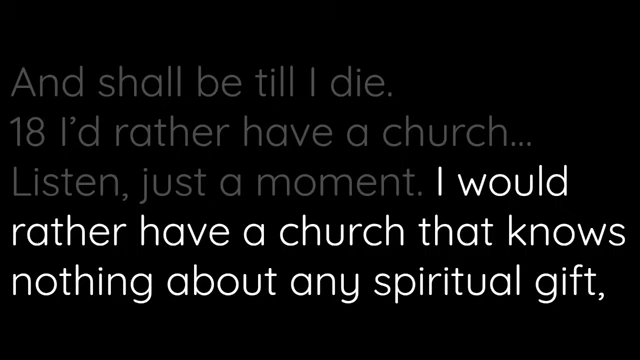 And shall be till I die.
18 I’d rather have a church...
Listen, just a moment. I would
rather have a church that knows
nothing about any spiritual gift,